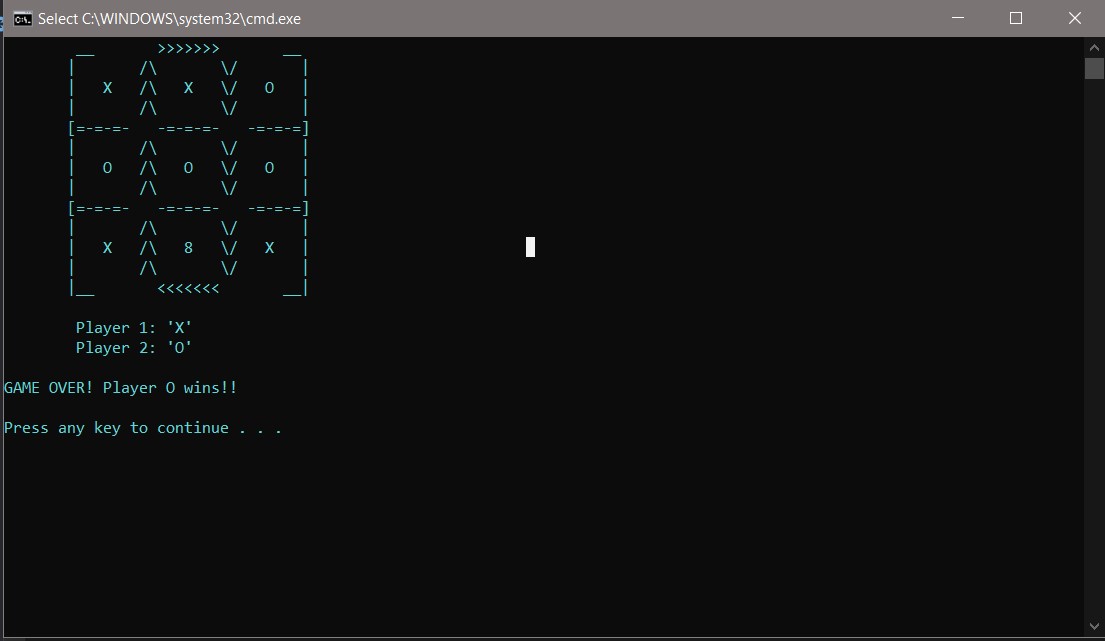 Select C:\WINDOWS\system32\cmd.exe
 __       >>>>>>>       __
|       /\       \/       |
|   X   /\   X   \/   O   |
|       /\       \/       |
[=-=-=-   -=-=-=-   -=-=-=]
|       /\       \/       |
|   O   /\   O   \/   O   |
|       /\       \/       |
[=-=-=-   -=-=-=-   -=-=-=]
|       /\       \/       |
|   X   /\   8   \/   X   |
|       /\       \/       |
|__       <<<<<<<       __|
Player 1: 'X'
Player 2: 'O'
GAME OVER! Player O wins!!
Press any key to continue . . .